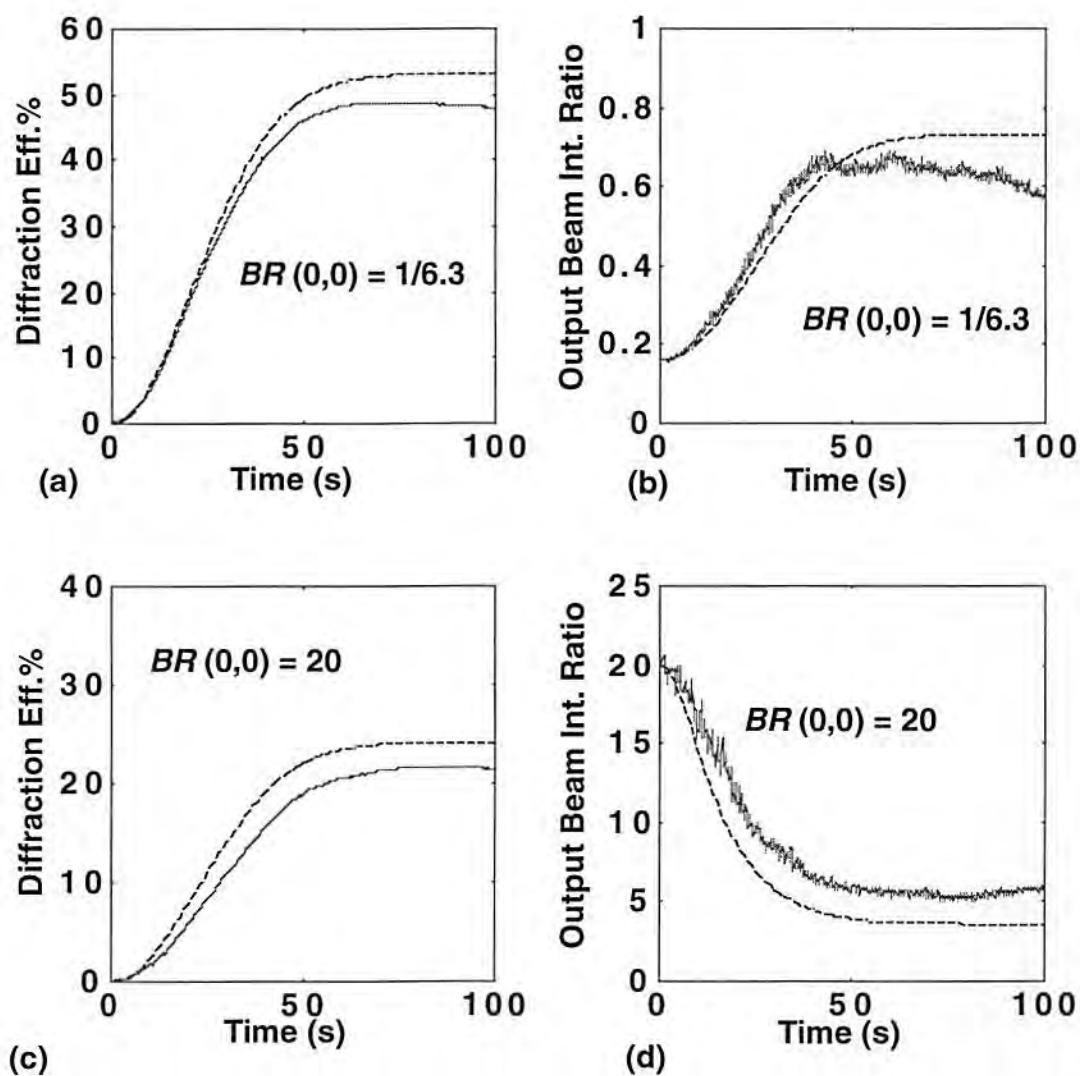 60
50
40
30
20
10
0
Diffraction Eff.%
BR (0,0) = 1/6.3
0
50
100
Time (s)
(a)
1
0.8
0.6
0.4
0.2
0
Output Beam Int. Ratio
BR (0,0) = 1/6.3
0
50
100
Time (s)
(b)
40
30
20
10
0
Diffraction Eff.%
BR (0,0) = 20
0
50
100
Time (s)
(c)
25
20
15
10
5
0
Output Beam Int. Ratio
BR (0,0) = 20
0
50
100
Time (s)
(d)